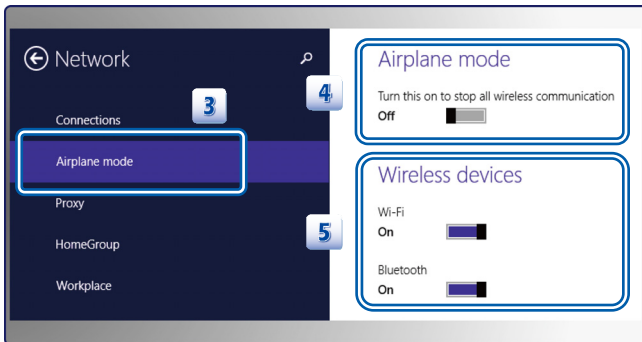 Network
3
Connections
Airplane mode
Proxy
HomeGroup
Workplace
4
Airplane mode
Turn this on to stop all wireless communication
Off
5
Wireless devices
Wi-Fi
On
Bluetooth
On